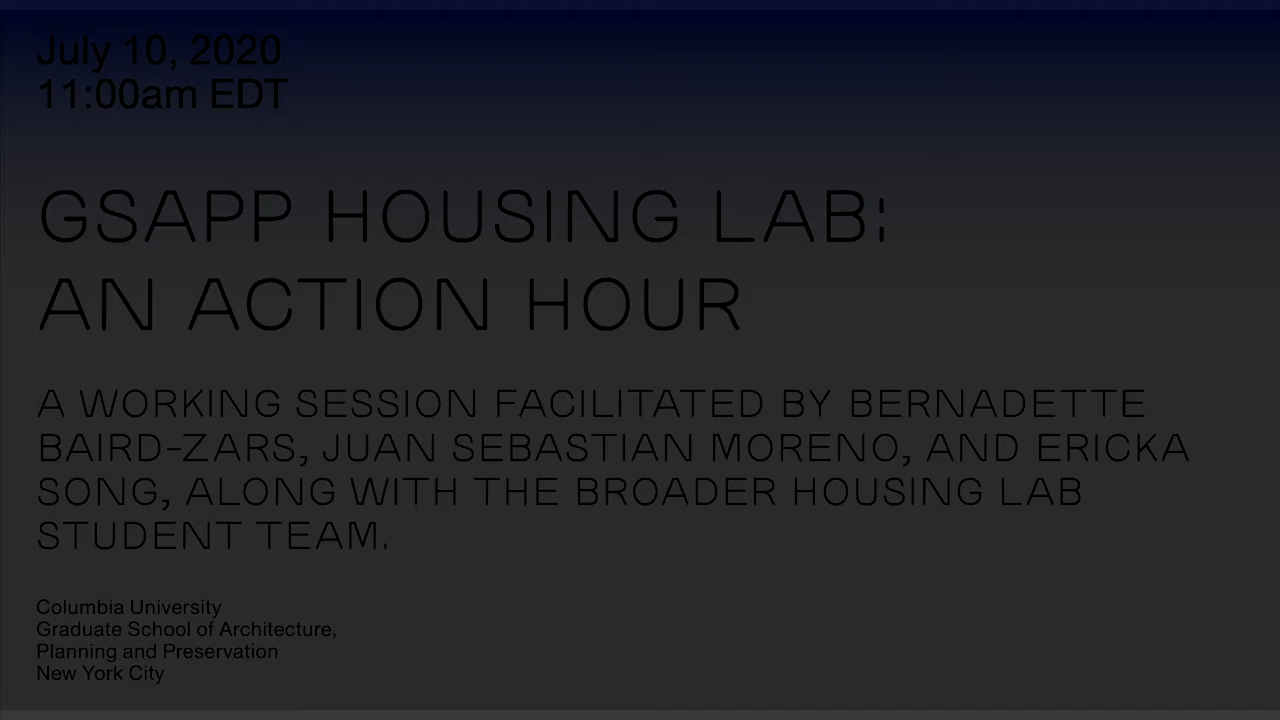 July 10, 2020
11:00am EDT
GSAPP HOUSING LAB:
AN ACTION HOUR
A WORKING SESSION FACILITATED BY BERNADETTE
BAIRD-ZARS, JUAN SEBASTIAN MORENO, AND ERICKA
SONG, ALONG WITH THE BROADER HOUSING LAB
STUDENT TEAM.
Columbia University
Graduate School of Architecture,
Planning and Preservation
New York City